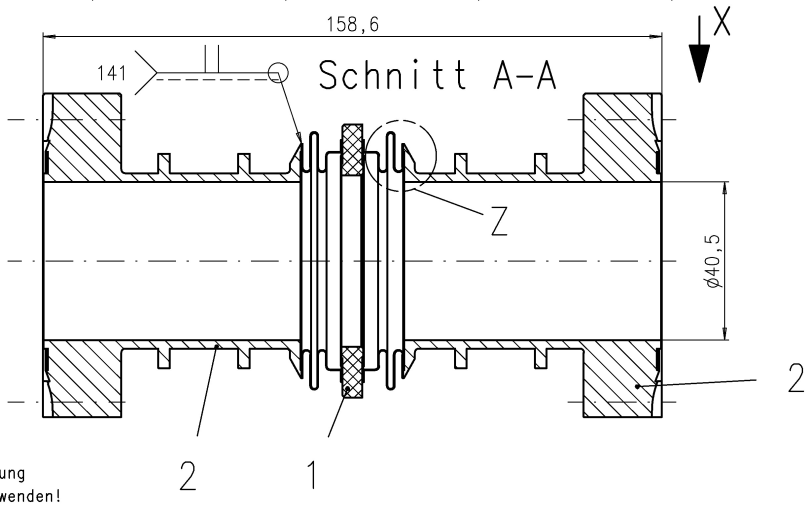 158,6
X
141
Schnitt A-A
Z
ø40,5
2
2
1
ung
wenden!